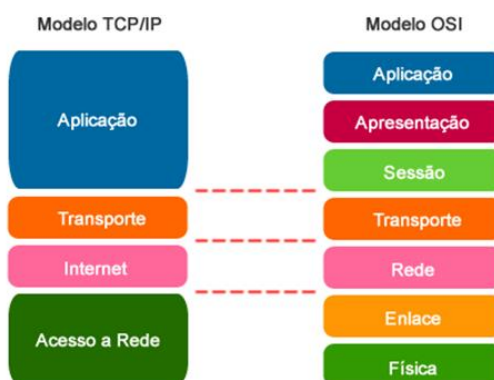 Modelo TCP/IP
Aplicação
Transporte
Internet
Acesso a Rede
Modelo OSI
Aplicação
Apresentação
Sessão
Transporte
Rede
Enlace
Física